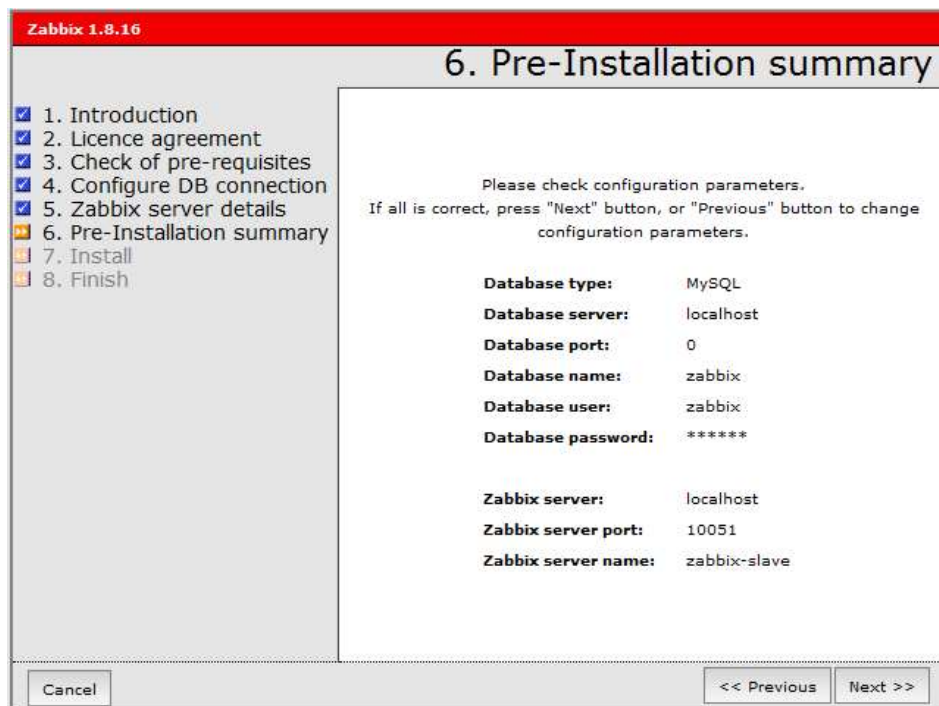 Zabbix 1.8.16
6. Pre-Installation summary
1. Introduction
2. Licence agreement
3. Check of pre-requisites
4. Configure DB connection
5. Zabbix server details
6. Pre-Installation summary
7. Install
8. Finish
Please check configuration parameters.
If all is correct, press "Next" button, or "Previous" button to change
configuration parameters.
Database type: MySQL
Database server: localhost
Database port: 0
Database name: zabbix
Database user: zabbix
Database password: ******
Zabbix server: localhost
Zabbix server port: 10051
Zabbix server name: zabbix-slave
Cancel << Previous Next >>